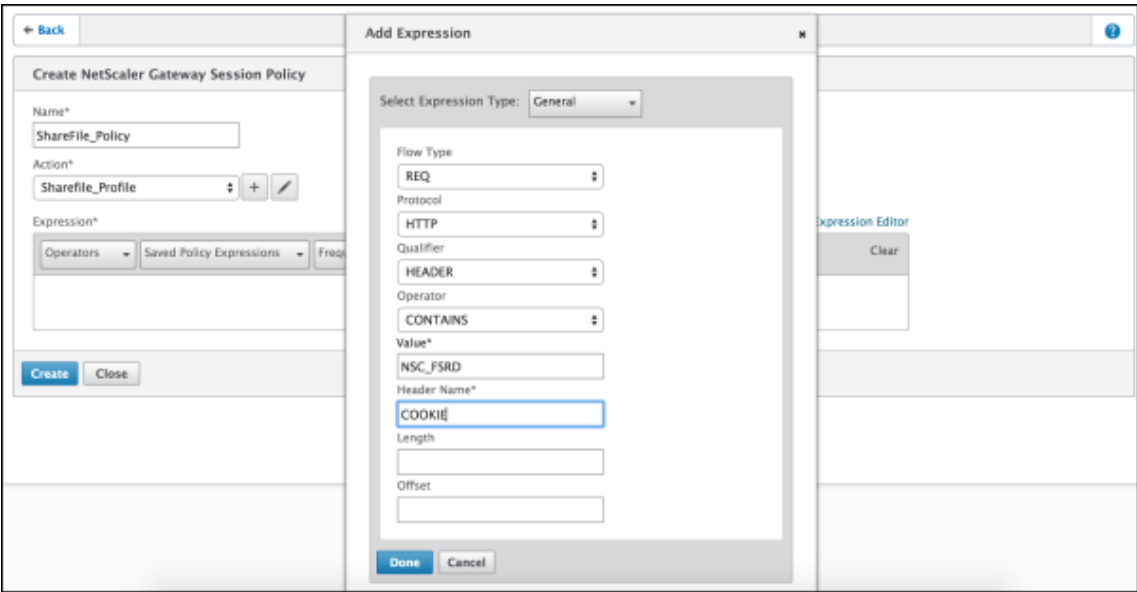 ← Back
Create NetScaler Gateway Session Policy
Name*
ShareFile_Policy
Action*
Sharefile_Profile
+
Expression*
Operators
Saved Policy Expressions
Create
Close
Add Expression
Select Expression Type: General
Flow Type
REQ
Protocol
HTTP
Qualifier
HEADER
Operator
CONTAINS
Value*
NSC_FSRD
Header Name*
COOKIE
Length
Offset
Done
Cancel
?
Expression Editor
Clear